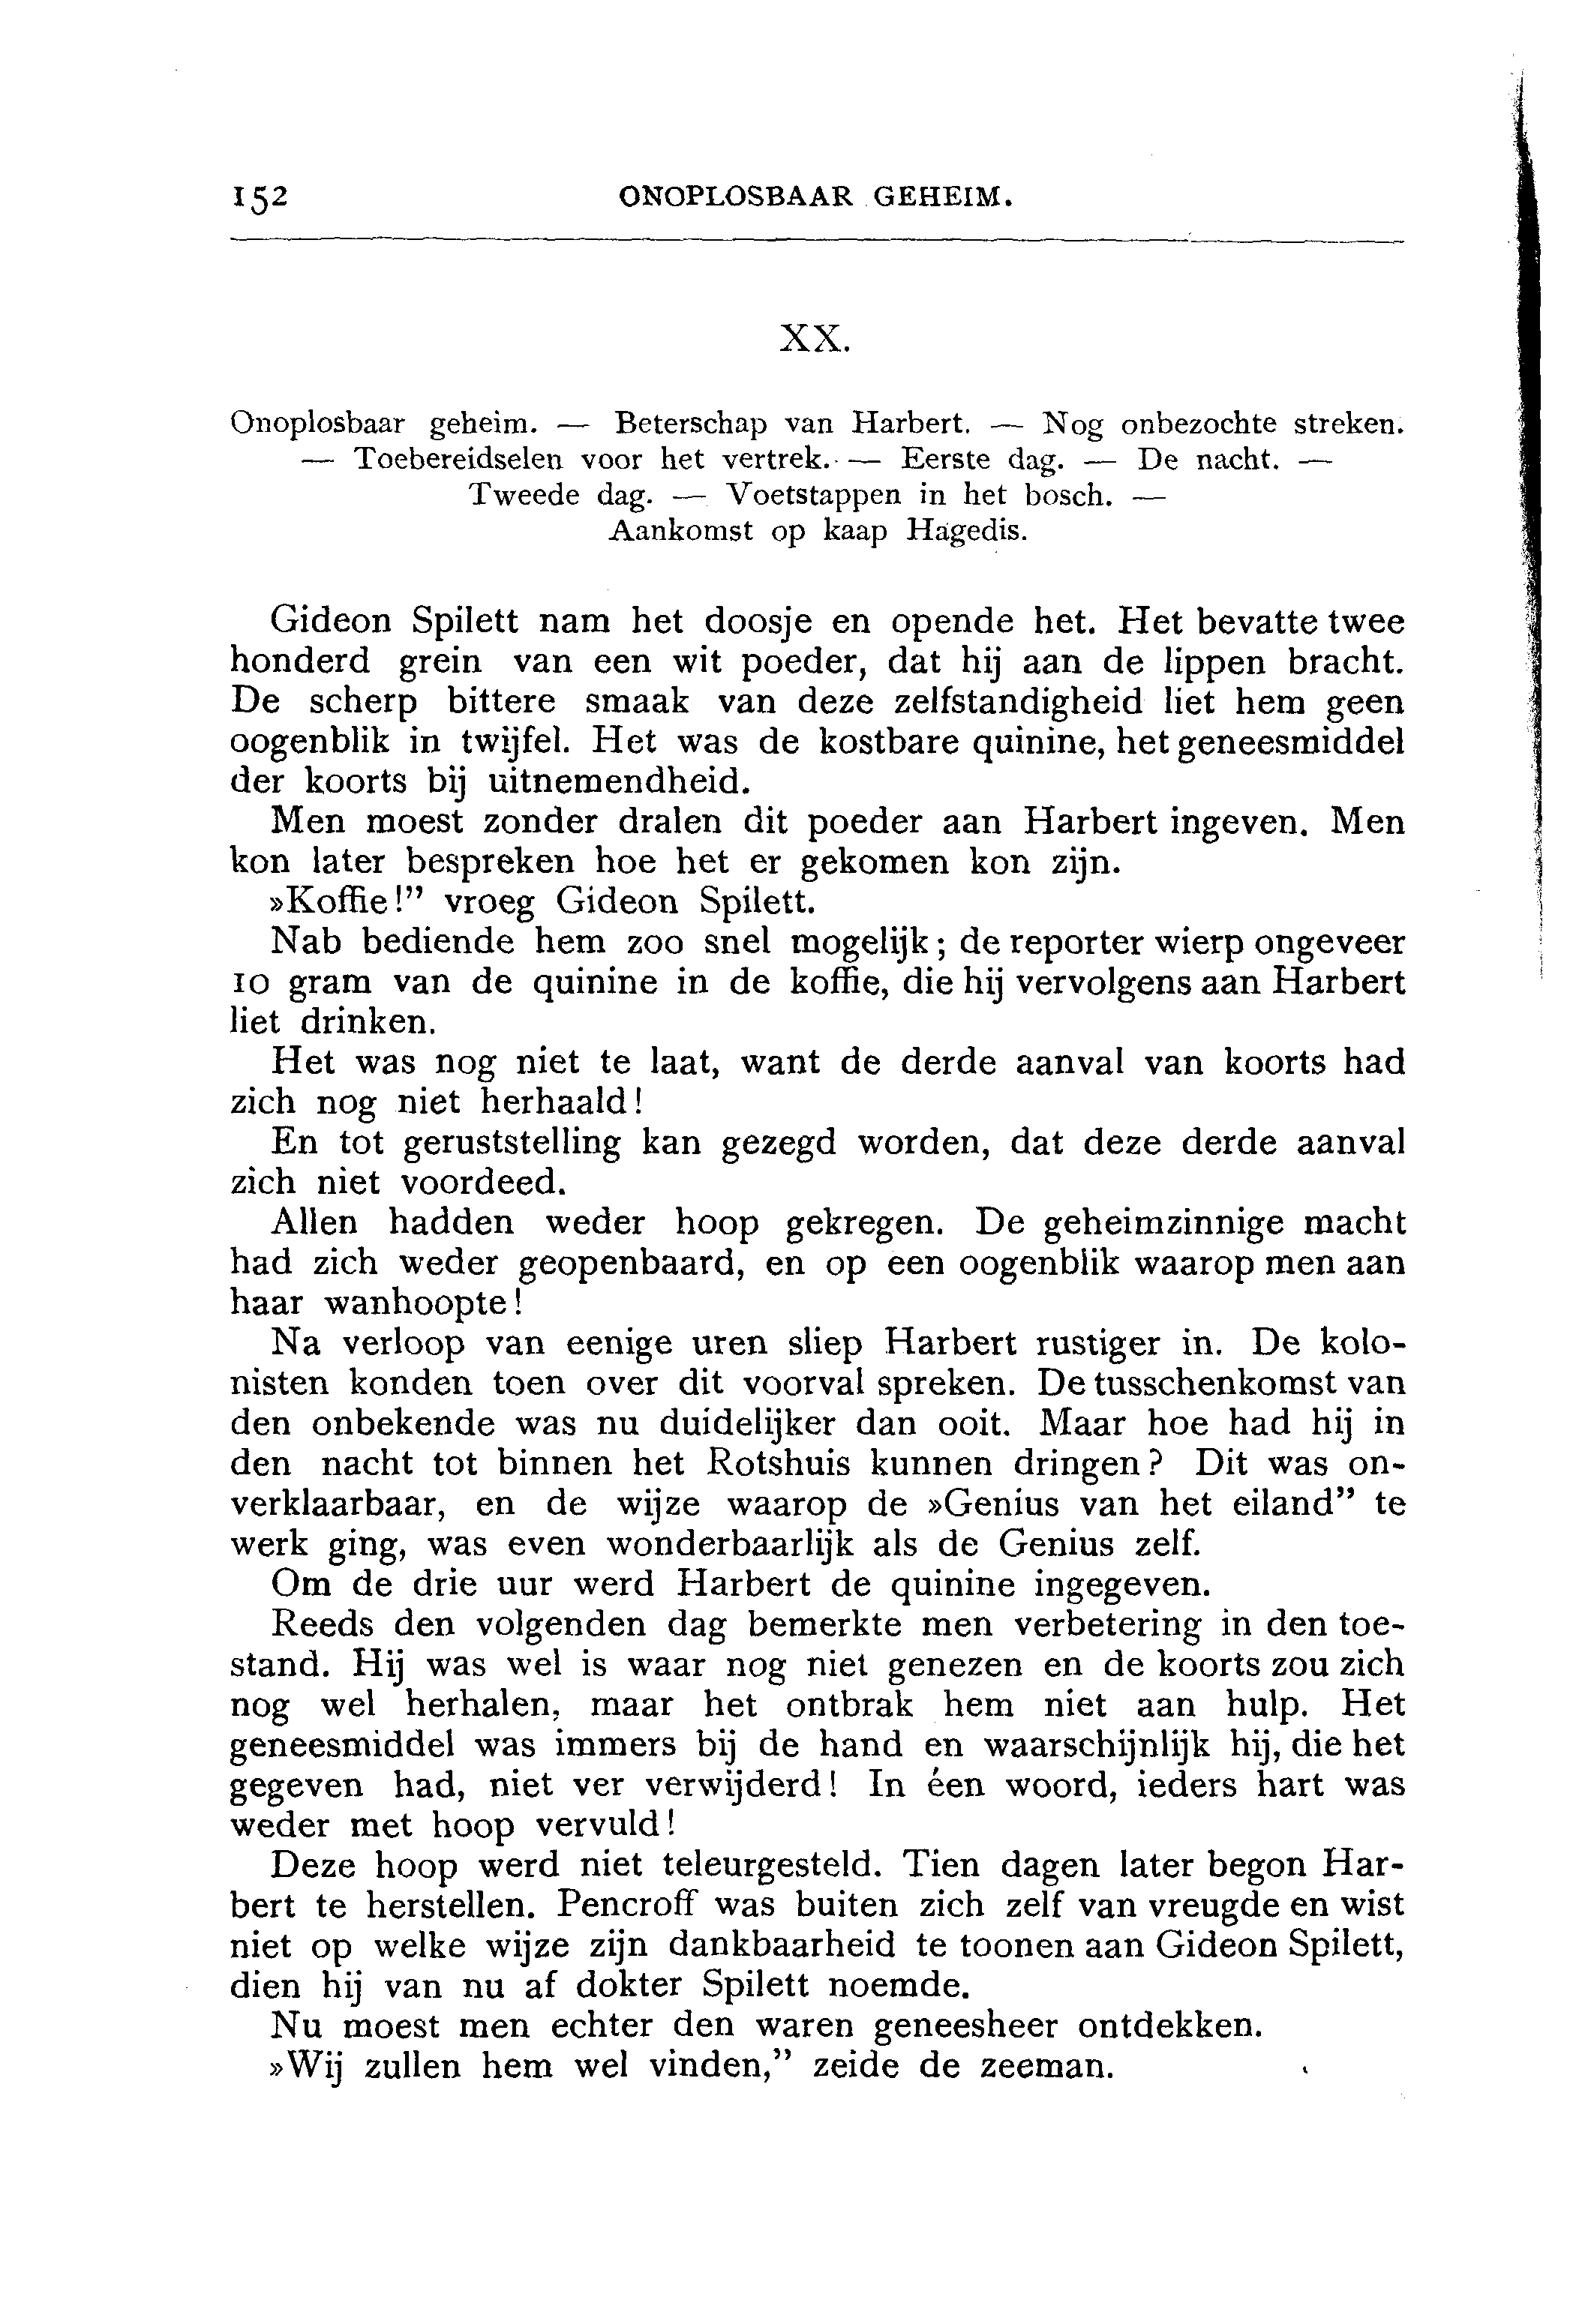 152 ONOPLOSBAAR GEHEIM.
XX.
Onoplosbaar geheim. — Beterschap van Harbert. — Nog onbezochte streken.
— Toebereidselen voor het vertrek. — Eerste dag. — De nacht. —
Tweede dag. — Voetstappen in het bosch. —
Aankomst op kaap Hagedis.
Gideon Spilett nam het doosje en opende het. Het bevatte twee
honderd grein van een wit poeder, dat hij aan de lippen bracht.
De scherp bittere smaak van deze zelfstandigheid liet hem geen
oogenblik in twijfel. Het was de kostbare quinine, het geneesmiddel
der koorts bij uitnemendheid.
Men moest zonder dralen dit poeder aan Harbert ingeven. Men
kon later bespreken hoe het er gekomen kon zijn.
»Koffie!” vroeg Gideon Spilett.
Nab bediende hem zoo snel mogelijk; de reporter wierp ongeveer
10 gram van de quinine in de koffie, die hij vervolgens aan Harbert
liet drinken.
Het was nog niet te laat, want de derde aanval van koorts had
zich nog niet herhaald!
En tot geruststelling kan gezegd worden, dat deze derde aanval
zich niet voordeed.
Allen hadden weder hoop gekregen. De geheimzinnige macht
had zich weder geopenbaard, en op een oogenblik waarop men aan
haar wanhoopte!
Na verloop van eenige uren sliep Harbert rustiger in. De kolo-
nisten konden toen over dit voorval spreken. De tusschenkomst van
den onbekende was nu duidelijker dan ooit. Maar hoe had hij in
den nacht tot binnen het Rotshuis kunnen dringen? Dit was on-
verklaarbaar, en de wijze waarop de »Genius van het eiland” te
werk ging, was even wonderbaarlijk als de Genius zelf.
Om de drie uur werd Harbert de quinine ingegeven.
Reeds den volgenden dag bemerkte men verbetering in den toe-
stand. Hij was wel is waar nog niet genezen en de koorts zou zich
nog wel herhalen, maar het ontbrak hem niet aan hulp. Het
geneesmiddel was immers bij de hand en waarschijnlijk hij, die het
gegeven had, niet ver verwijderd! In één woord, ieders hart was
weder met hoop vervuld!
Deze hoop werd niet teleurgesteld. Tien dagen later begon Har-
bert te herstellen. Pencroff was buiten zich zelf van vreugde en wist
niet op welke wijze zijn dankbaarheid te toonen aan Gideon Spilett,
dien hij van nu af dokter Spilett noemde.
Nu moest men echter den waren geneesheer ontdekken.
»Wij zullen hem wel vinden,” zeide de zeeman.